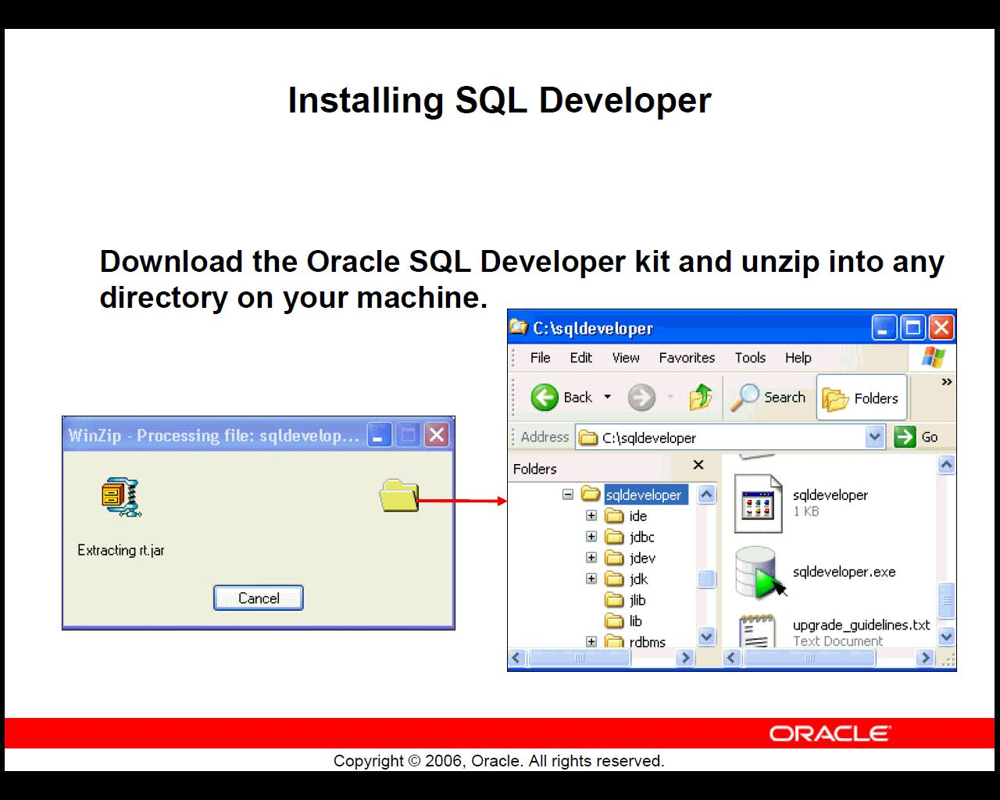 Installing SQL Developer
Download the Oracle SQL Developer kit and unzip into any
directory on your machine.
WinZip - Processing file: sqldevelop...
Extracting rt.jar
Cancel
C:\sqldeveloper
File Edit View Favorites Tools Help
Back Search Folders »
Address C:\sqldeveloper Go
Folders
sqldeveloper
ide
jdbc
jdev
jdk
jlib
lib
rdbms
sqldeveloper
1 KB
sqldeveloper.exe
upgrade_guidelines.txt
Text Document
ORACLE
Copyright © 2006, Oracle. All rights reserved.